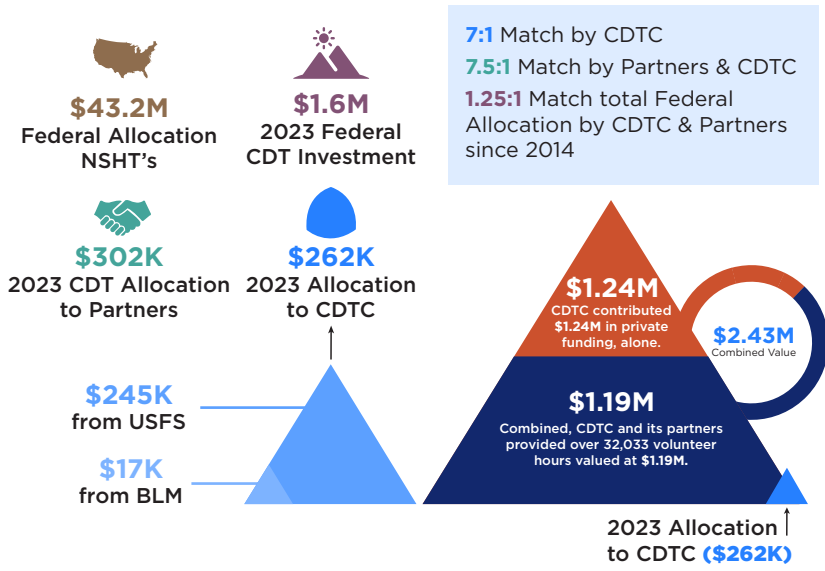 $43.2M
Federal Allocation
NSHT's
$1.6M
2023 Federal
CDT Investment
7:1 Match by CDTC
7.5:1 Match by Partners & CDTC
1.25:1 Match total Federal
Allocation by CDTC & Partners
since 2014
$302K
2023 CDT Allocation
to Partners
$262K
2023 Allocation
to CDTC
$245K
from USFS
$17K
from BLM
$1.24M
CDTC contributed
$1.24M in private
funding, alone.
$2.43M
Combined Value
$1.19M
Combined, CDTC and its partners
provided over 32,033 volunteer
hours valued at $1.19M.
2023 Allocation
to CDTC ($262K)